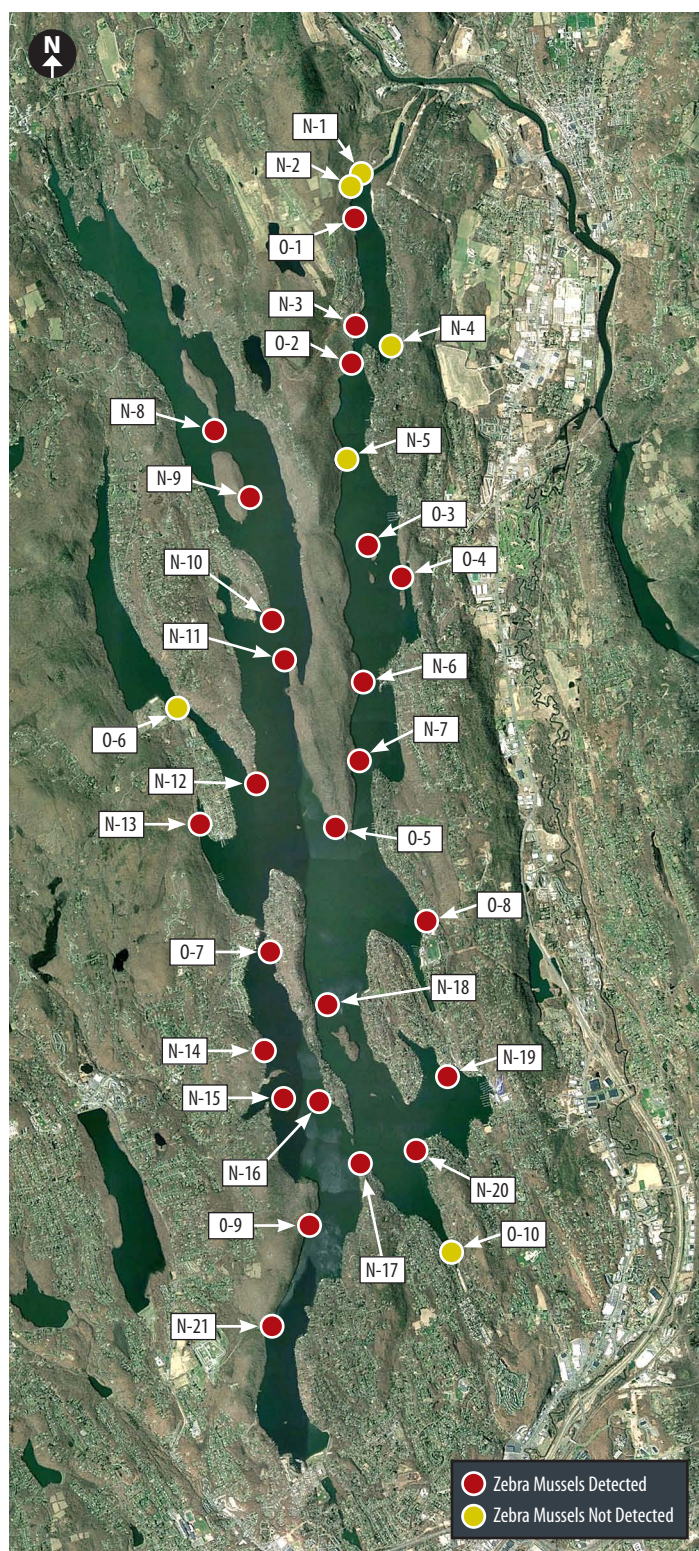 N
N-1
N-2
O-1
N-3
N-4
O-2
N-8
N-5
N-9
O-3
O-4
N-10
N-11
N-6
O-6
N-7
N-12
N-13
O-5
O-8
O-7
N-18
N-14
N-19
N-15
N-16
N-20
O-9
O-10
N-17
N-21
Zebra Mussels Detected
Zebra Mussels Not Detected